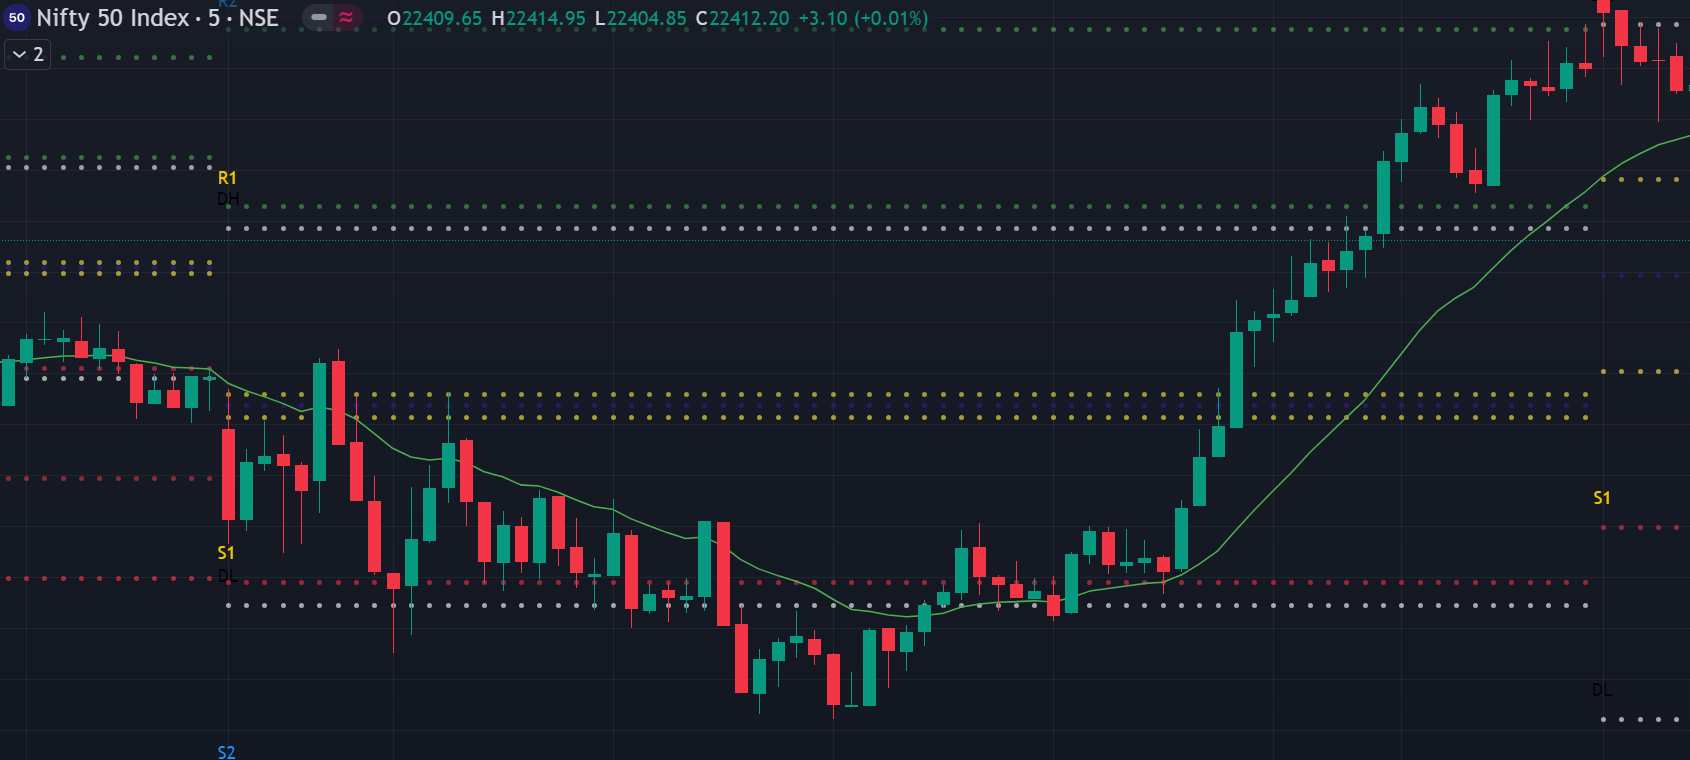 R2
50 Nifty 50 Index · 5 · NSE O22409.65 H22414.95 L22404.85 C22412.20 +3.10 (+0.01%)
2
R1
DH
S1
S1
DL
DL
S2